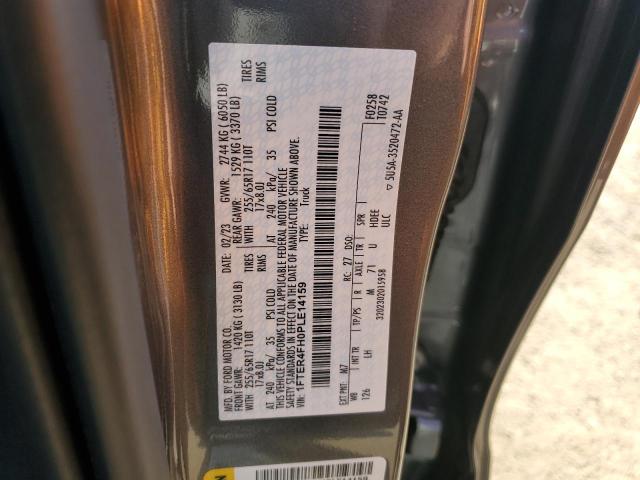 MFD. BY FORD MOTOR CO.
DATE: 02/23 GVWR: 2744 KG ( 6050 LB)
FRONT GAWR: 1420 KG ( 3130 LB) REAR GAWR: 1529 KG ( 3370 LB)
255/65R17 110T TIRES WITH 255/65R17 110T TIRES
17x8.0J RIMS 17x8.0J RIMS
AT 240 kPa/ 35 PSI COLD AT 240 kPa/ 35 PSI COLD
THIS VEHICLE CONFORMS TO ALL APPLICABLE FEDERAL MOTOR VEHICLE
SAFETY STANDARDS IN EFFECT ON THE DATE OF MANUFACTURE SHOWN ABOVE.
VIN: 1FTER4FH0PLE14159 TYPE: Truck
F0258
T0742
EXT PNT: M7 RC: 27 DSO:
WB INT TR TP/PS R AXLE TR SPR
126 LH M 71 U HDEE
ULC
3202302015958
▽ 5U5A-3520472-AA
N